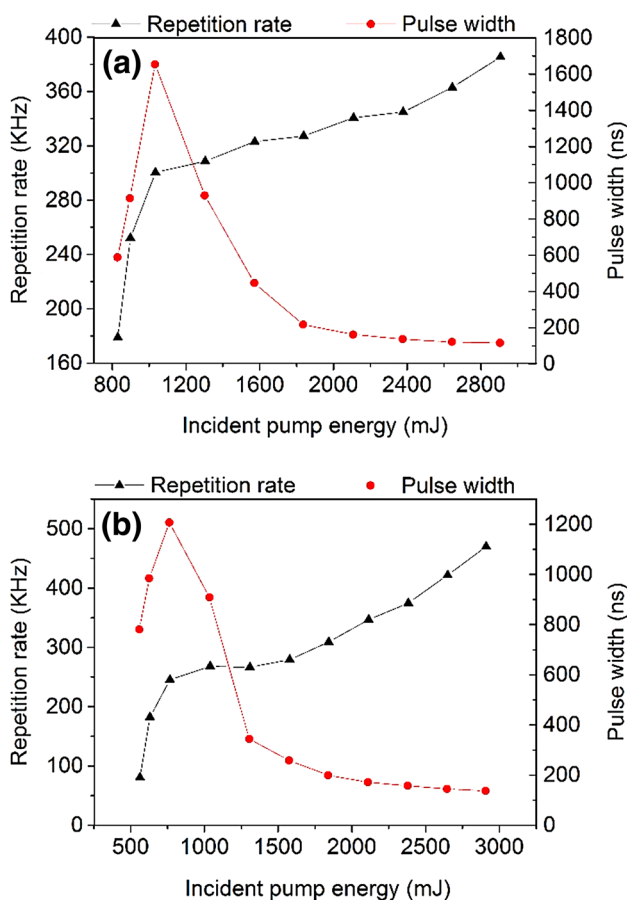 Repetition rate Pulse width
(a)
400
360
320
280
240
200
160
1800
1600
1400
1200
1000
800
600
400
200
0
800 1200 1600 2000 2400 2800
Repetition rate (KHz)
Pulse width (ns)
Incident pump energy (mJ)
Repetition rate Pulse width
(b)
500
400
300
250
200
150
100
50
0
1200
1000
800
600
400
200
0
500 1000 1500 2000 2500 3000
Repetition rate (KHz)
Pulse width (ns)
Incident pump energy (mJ)